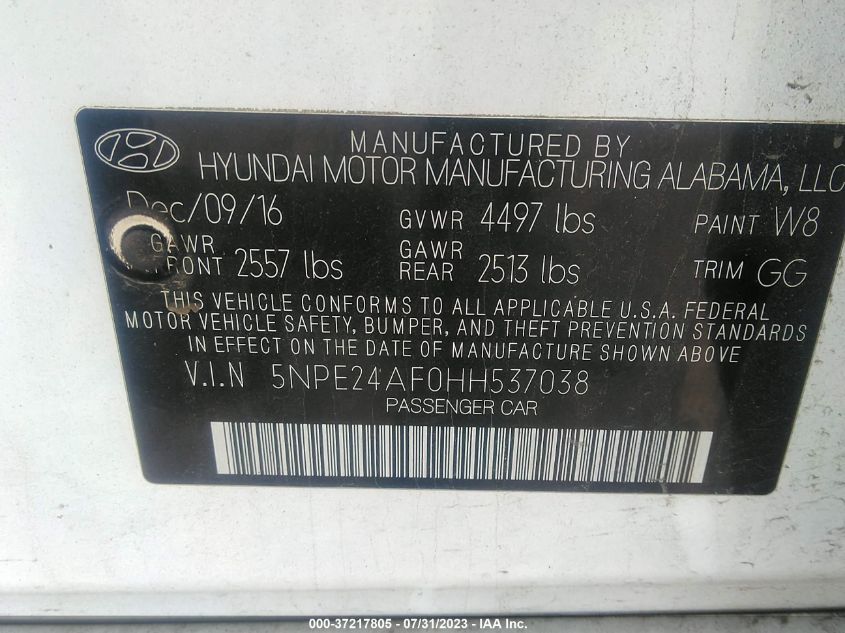 MANUFACTURED BY
HYUNDAI MOTOR MANUFACTURING ALABAMA, LLC
Dec/09/16 GVWR 4497 lbs PAINT W8
GAWR FRONT 2557 lbs GAWR REAR 2513 lbs TRIM GG
THIS VEHICLE CONFORMS TO ALL APPLICABLE U.S.A. FEDERAL
MOTOR VEHICLE SAFETY, BUMPER, AND THEFT PREVENTION STANDARDS
IN EFFECT ON THE DATE OF MANUFACTURE SHOWN ABOVE
V.I.N 5NPE24AF0HH537038
PASSENGER CAR
000-37217805 - 07/31/2023 - IAA Inc.